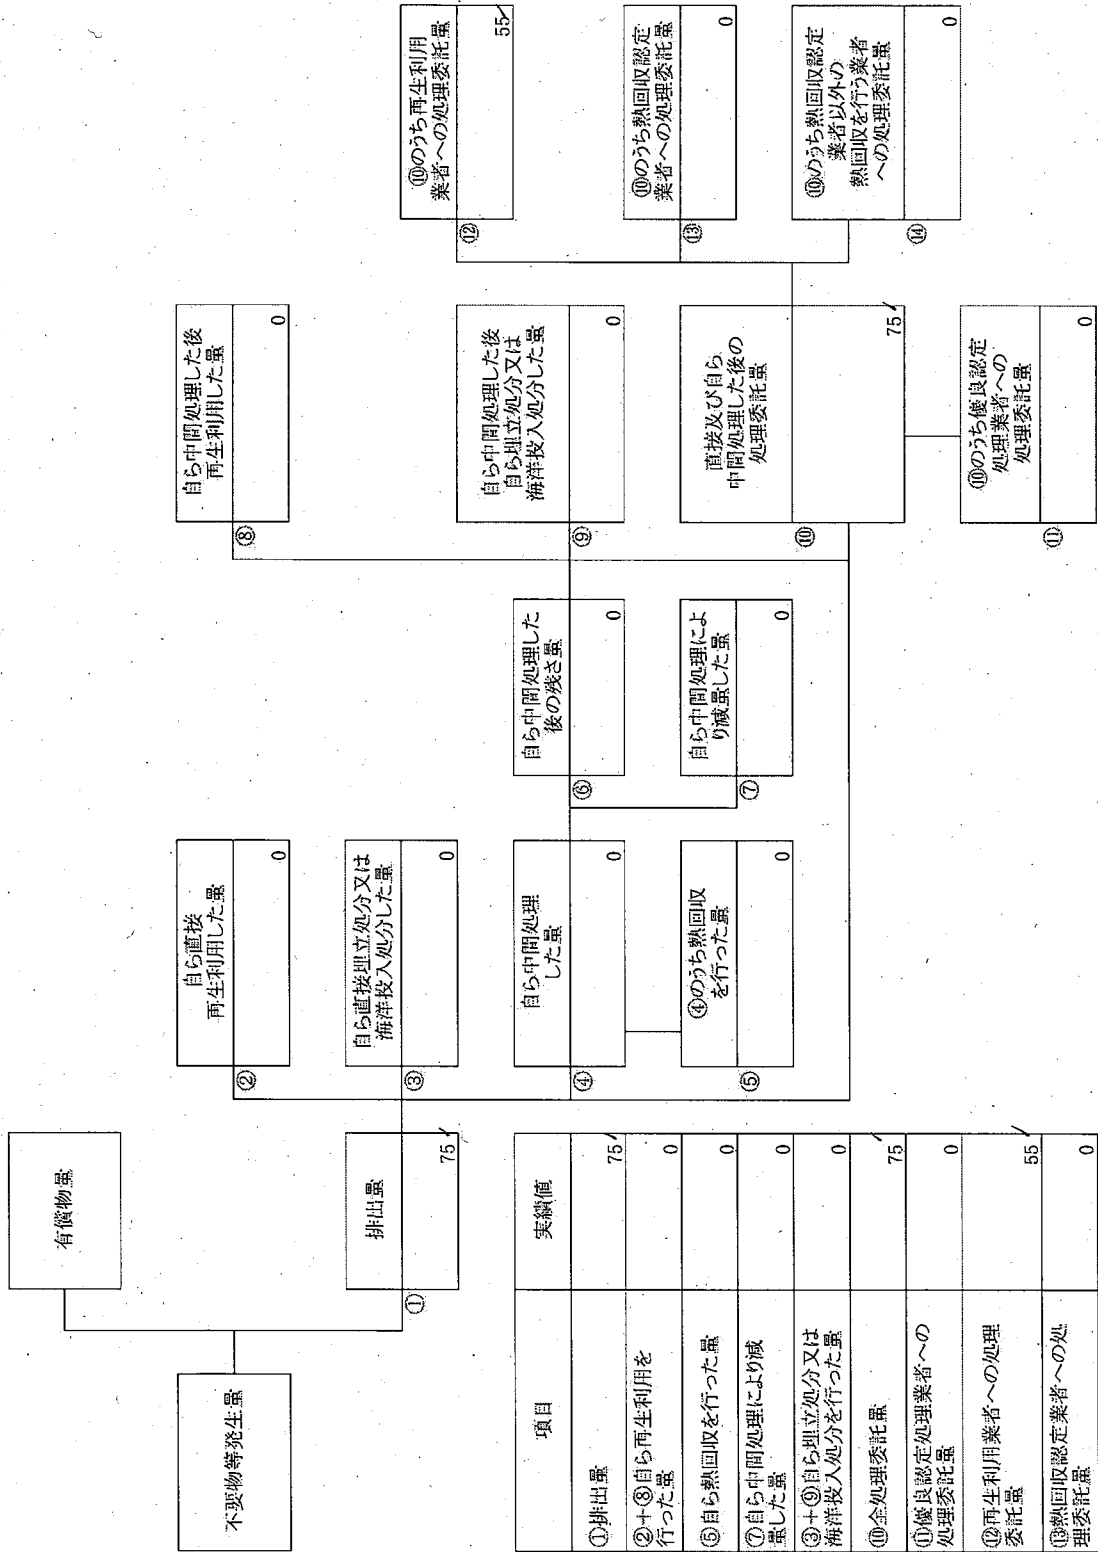 不要物等発生量
有償物量
排出量
①
75
自ら直接
再生利用した量
②
0
自ら直接埋立処分又は
海洋投入処分した量
③
0
自ら中間処理
した量
④
0
④のうち熱回収
を行った量
⑤
0
自ら中間処理した
後の残さ量
⑥
0
自ら中間処理によ
り減量した量
⑦
0
自ら中間処理した後
再生利用した量
⑧
0
自ら中間処理した後
自ら埋立処分又は
海洋投入処分した量
⑨
0
直接及び自ら
中間処理した後の
処理委託量
⑩
75
⑩のうち優良認定
処理業者への
処理委託量
⑪
0
⑩のうち再生利用
業者への処理委託量
⑫
55
⑩のうち熱回収認定
業者への処理委託量
⑬
0
⑩のうち熱回収認定
業者以外の
熱回収を行う業者
への処理委託量
⑭
0
項目 実績値
①排出量 75
②+⑧自ら再生利用を
行った量 0
⑤自ら熱回収を行った量 0
⑦自ら中間処理により減
量した量 0
③+⑨自ら埋立処分又は
海洋投入処分を行った量 0
⑩全処理委託量 75
⑪優良認定処理業者への
処理委託量 0
⑫再生利用業者への処理
委託量 55
⑬熱回収認定業者への処
理委託量 0